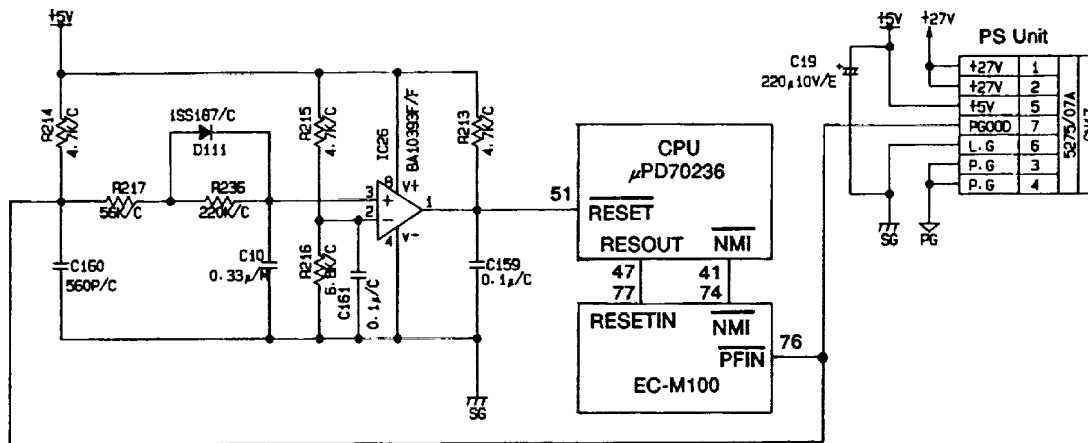 +5V
R214
4.7K/C
1SS187/C
D111
R217
56K/C
R236
220K/C
C160
560P/C
C10
0.33μ/M
R215
4.7K/C
R216
C161
0.1μ/C
IC26
BA10393F/F
8
V+
3
+
2
-
1
4
V-
R213
4.7K/C
C159
0.1μ/C
SG
CPU
μPD70236
51
RESET
RESOUT
NMI
47
41
77
74
RESETIN
NMI
PFIN
76
EC-M100
+5V
+27V
C19
220μ10V/E
+
SG
PG
PS Unit
+27V 1
+27V 2
+5V 5
PGOOD 7
L.G 6
P.G 3
P.G 4
5275/07A